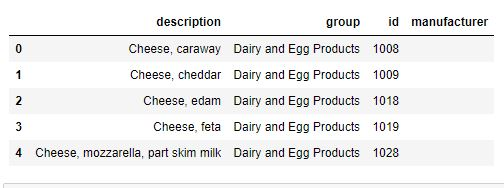 description group id manufacturer
0 Cheese, caraway Dairy and Egg Products 1008
1 Cheese, cheddar Dairy and Egg Products 1009
2 Cheese, edam Dairy and Egg Products 1018
3 Cheese, feta Dairy and Egg Products 1019
4 Cheese, mozzarella, part skim milk Dairy and Egg Products 1028